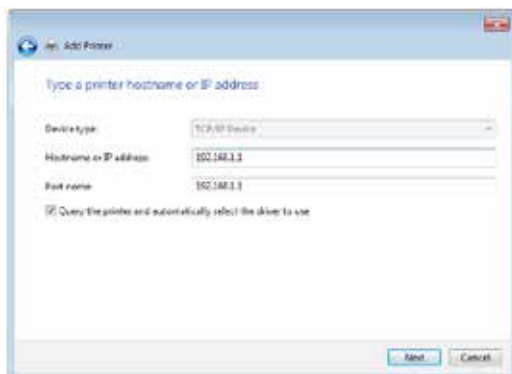 Add Printer
Type a printer hostname or IP address
Device type: TCP/IP Device
Hostname or IP address: 192.168.1.1
Port name: 192.168.1.1
Query the printer and automatically select the driver to use
Next Cancel